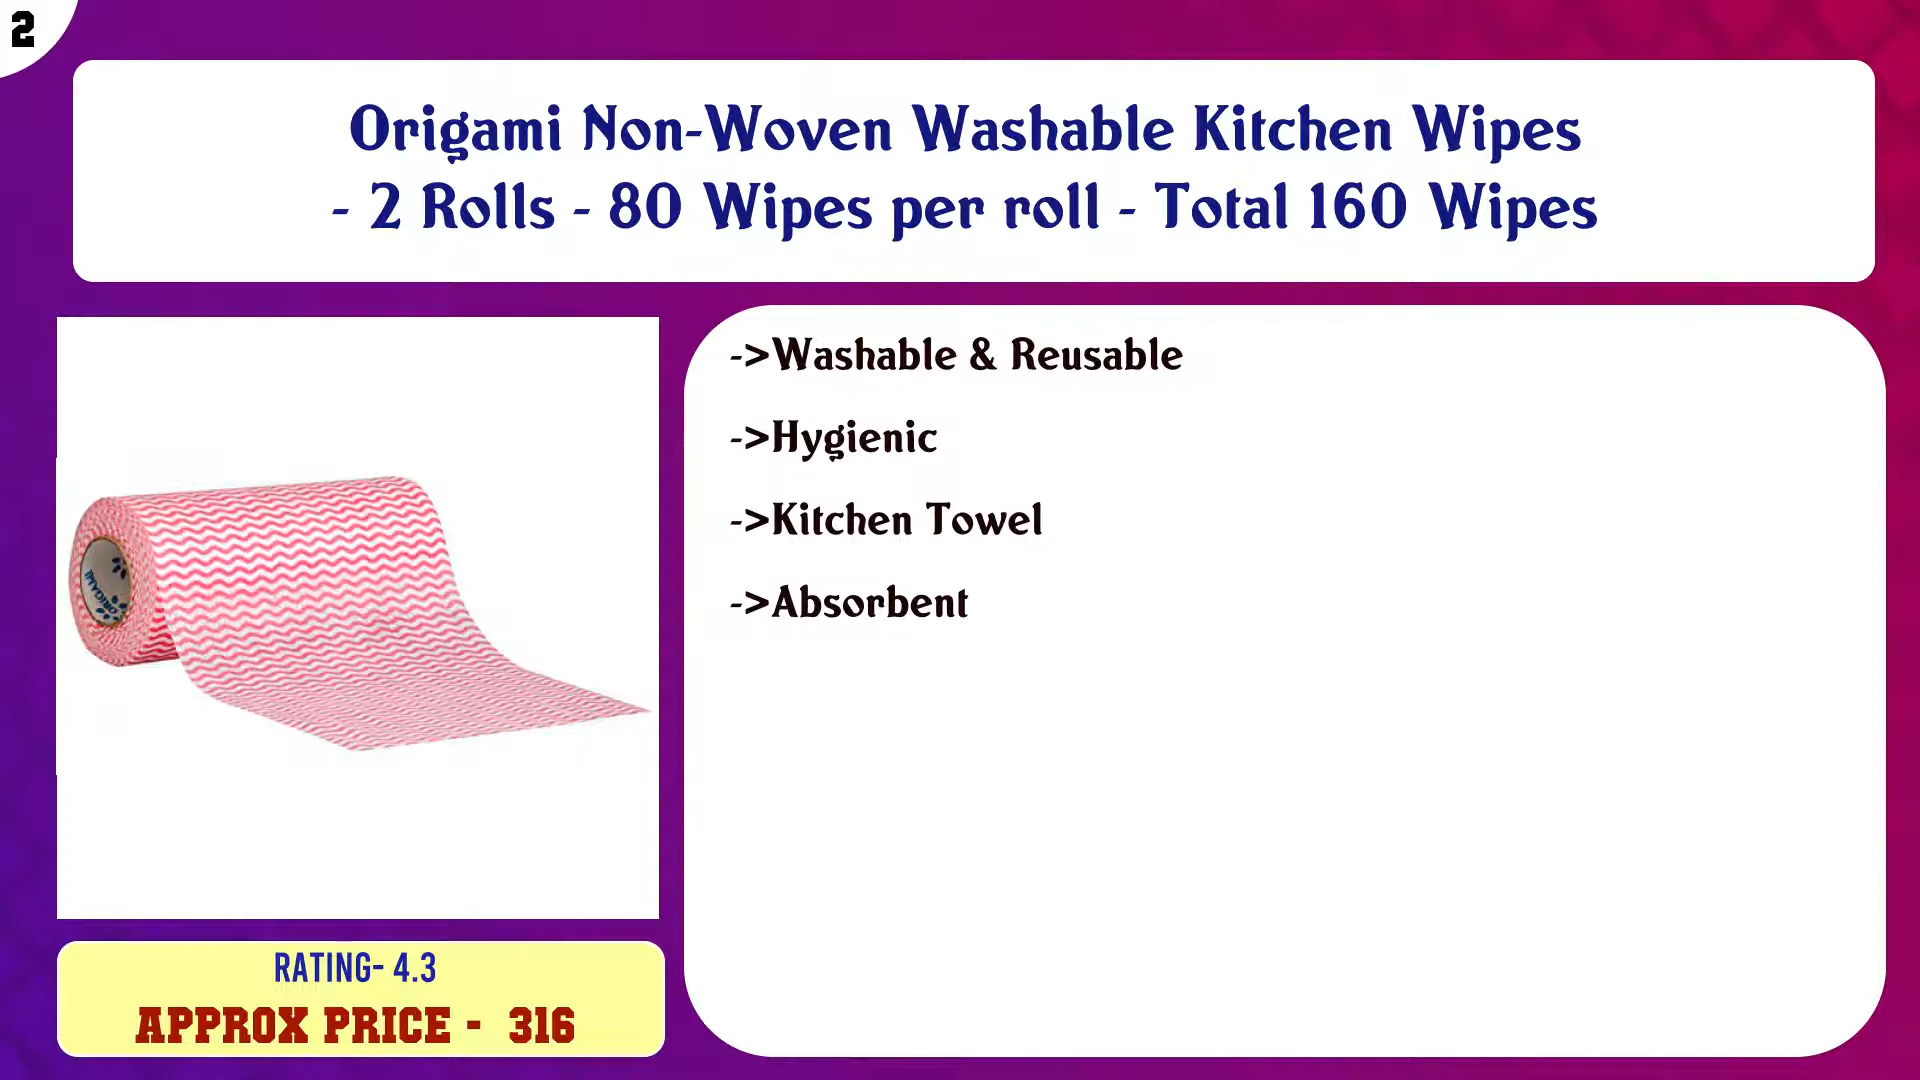 2
Origami Non-Woven Washable Kitchen Wipes
- 2 Rolls - 80 Wipes per roll - Total 160 Wipes
->Washable & Reusable
->Hygienic
->Kitchen Towel
->Absorbent
ORIGAMI
RATING- 4.3
APPROX PRICE - 316